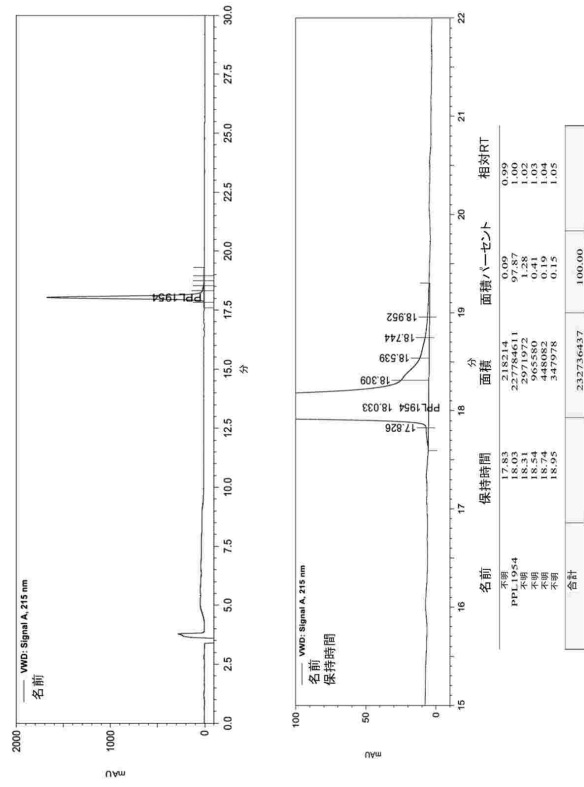 VWD: Signal A, 215 nm
名前
2000
1000
0
mAU
PPL1954
0.0 2.5 5.0 7.5 10.0 12.5 15.0 17.5 20.0 22.5 25.0 27.5 30.0
分
VWD: Signal A, 215 nm
名前
保持時間
100
50
0
mAU
17.826
PPL1954 18.033
18.309
18.539
18.744
18.952
15 16 17 18 19 20 21 22
分
名前 保持時間 面積 面積パーセント 相対RT
不明 17.83 218214 0.09 0.99
PPL1954 18.03 227784611 97.87 1.00
不明 18.31 2971972 1.28 1.02
不明 18.54 965580 0.41 1.03
不明 18.74 448082 0.19 1.04
不明 18.95 347978 0.15 1.05
合計 232736437 100.00